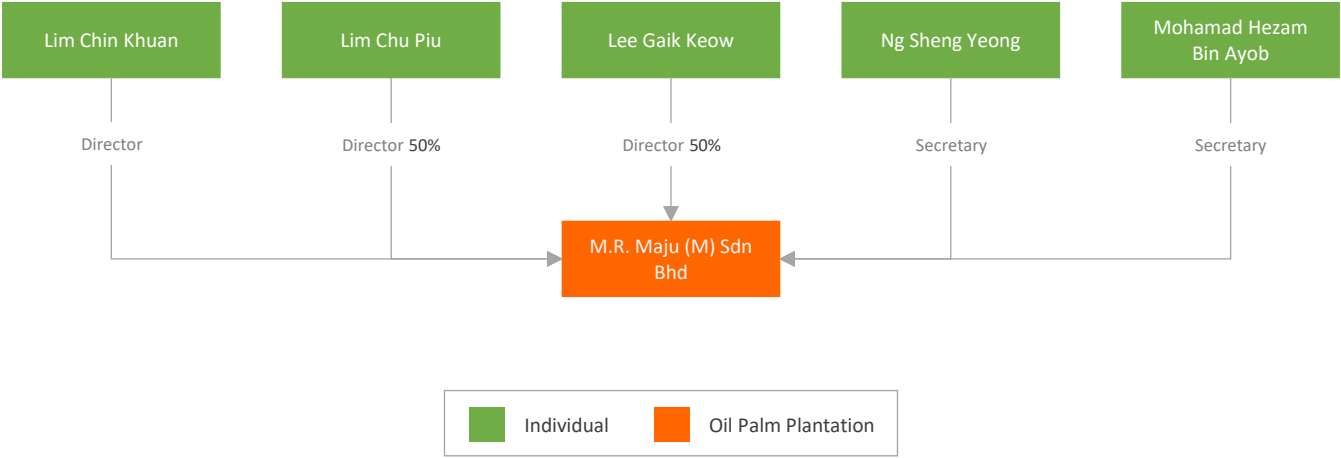 Lim Chin Khuan
Lim Chu Piu
Lee Gaik Keow
Ng Sheng Yeong
Mohamad Hezam
Bin Ayob
Director
Director 50%
Director 50%
Secretary
Secretary
M.R. Maju (M) Sdn
Bhd
Individual
Oil Palm Plantation